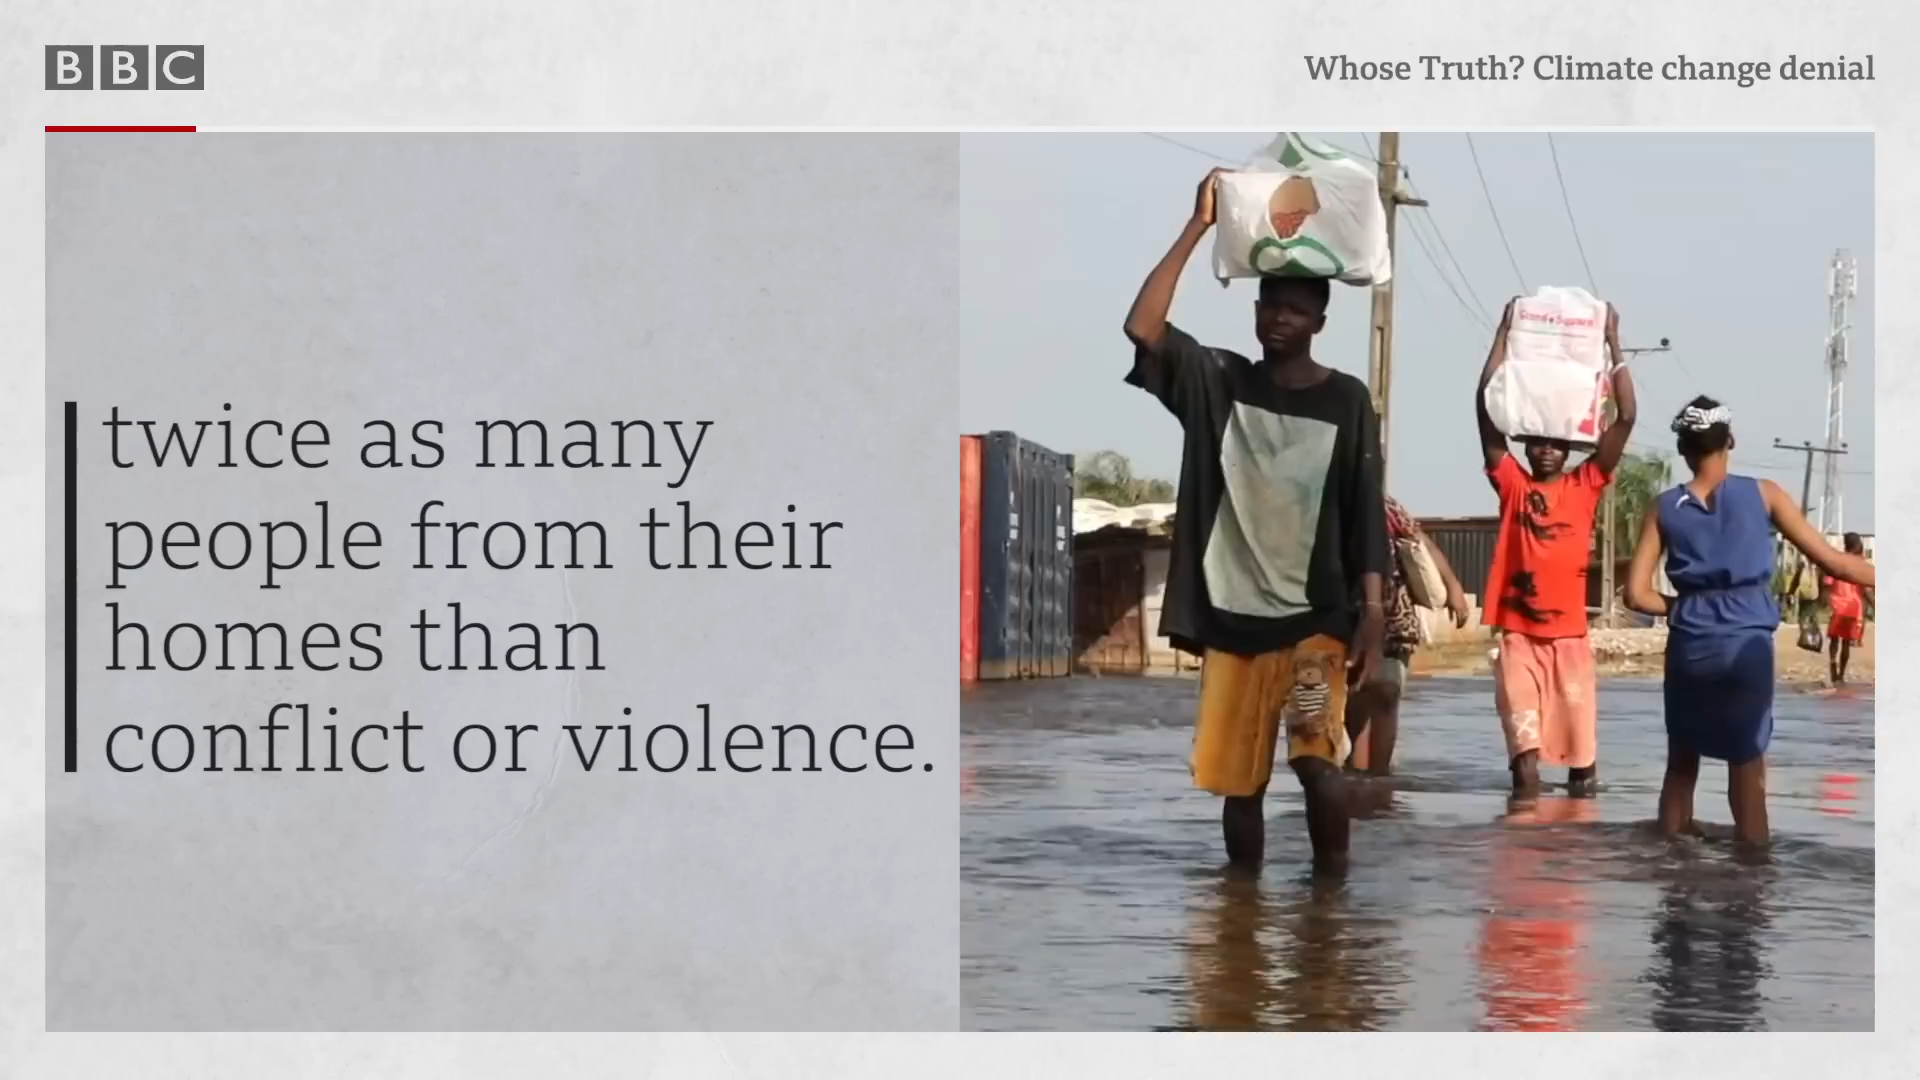 BBC
Whose Truth? Climate change denial
twice as many
people from their
homes than
conflict or violence.